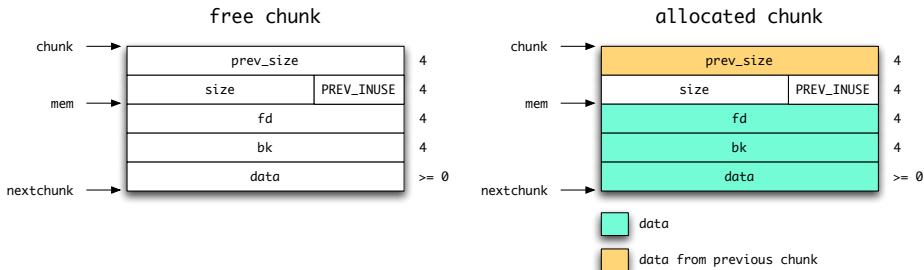 free chunk
chunk
prev_size
4
size
PREV_INUSE
4
mem
fd
4
bk
4
data
>= 0
nextchunk
allocated chunk
chunk
prev_size
4
size
PREV_INUSE
4
mem
fd
4
bk
4
data
>= 0
nextchunk
data
data from previous chunk